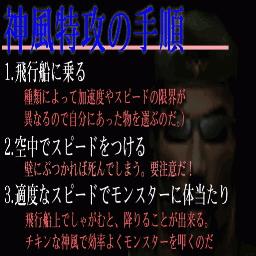 神風特攻の手順
1.飛行船に乗る
種類によって加速度やスピードの限界が
異なるので自分にあった物を選ぶのだ。)
2.空中でスピードをつける
壁にぶつかれば死んでしまう。要注意だ！
3.適度なスピードでモンスターに体当たり
飛行船上でしゃがむと、降りることが出来る。
チキンな神風で効率よくモンスターを叩くのだ